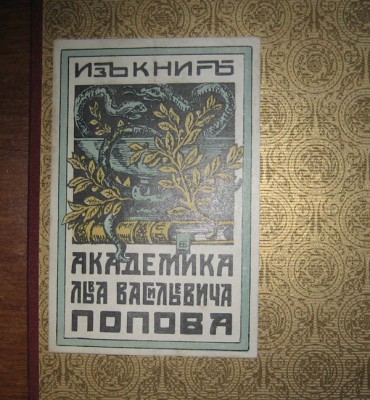 ИЗЪ КНИГЪ
АКАДЕМИКА
ЛЬВА ВАСИЛЬЕВИЧА
ПОПОВА